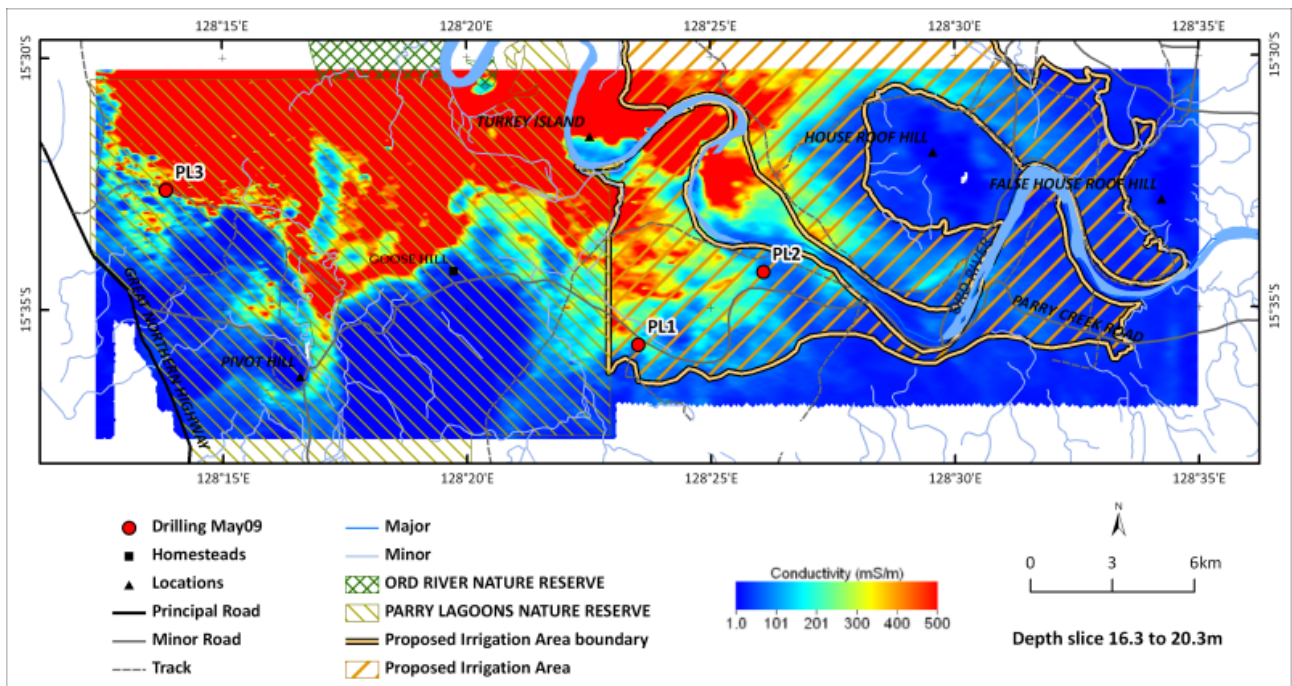 128°15'E 128°20'E 128°25'E 128°30'E 128°35'E
15°30'S 15°30'S
TURKEY ISLAND
HOUSE ROOF HILL
PL3
FALSE HOUSE ROOF HILL
GOOSE HILL
PL2
ORD RIVER
15°35'S 15°35'S
GREAT NORTHERN HIGHWAY
PARRY CREEK ROAD
PL1
PIVOT HILL
128°15'E 128°20'E 128°25'E 128°30'E 128°35'E
Drilling May09
Homesteads
Locations
Principal Road
Minor Road
Track
Major
Minor
ORD RIVER NATURE RESERVE
PARRY LAGOONS NATURE RESERVE
Proposed Irrigation Area boundary
Proposed Irrigation Area
Conductivity (mS/m)
1.0 101 201 300 400 500
N
0 3 6km
Depth slice 16.3 to 20.3m